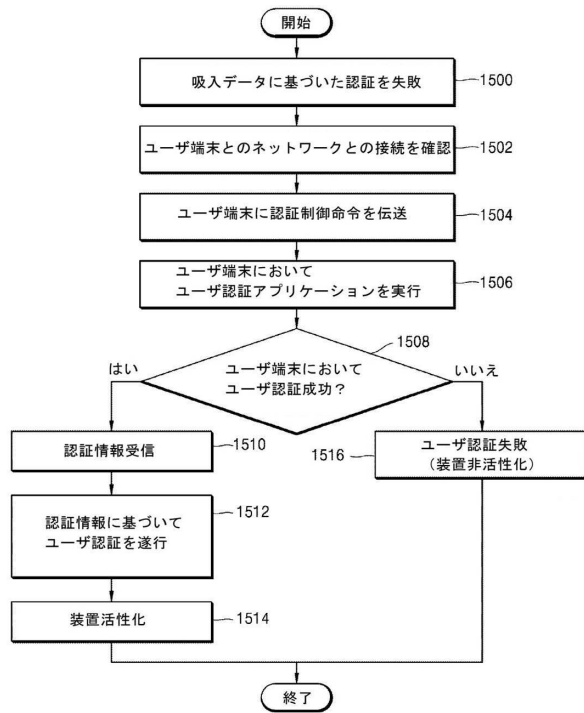 開始
吸入データに基づいた認証を失敗
1500
ユーザ端末とのネットワークとの接続を確認
1502
ユーザ端末に認証制御命令を伝送
1504
ユーザ端末において
ユーザ認証アプリケーションを実行
1506
1508
ユーザ端末において
ユーザ認証成功?
はい
いいえ
認証情報受信
1510
1516
ユーザ認証失敗
(装置非活性化)
認証情報に基づいて
ユーザ認証を遂行
1512
装置活性化
1514
終了